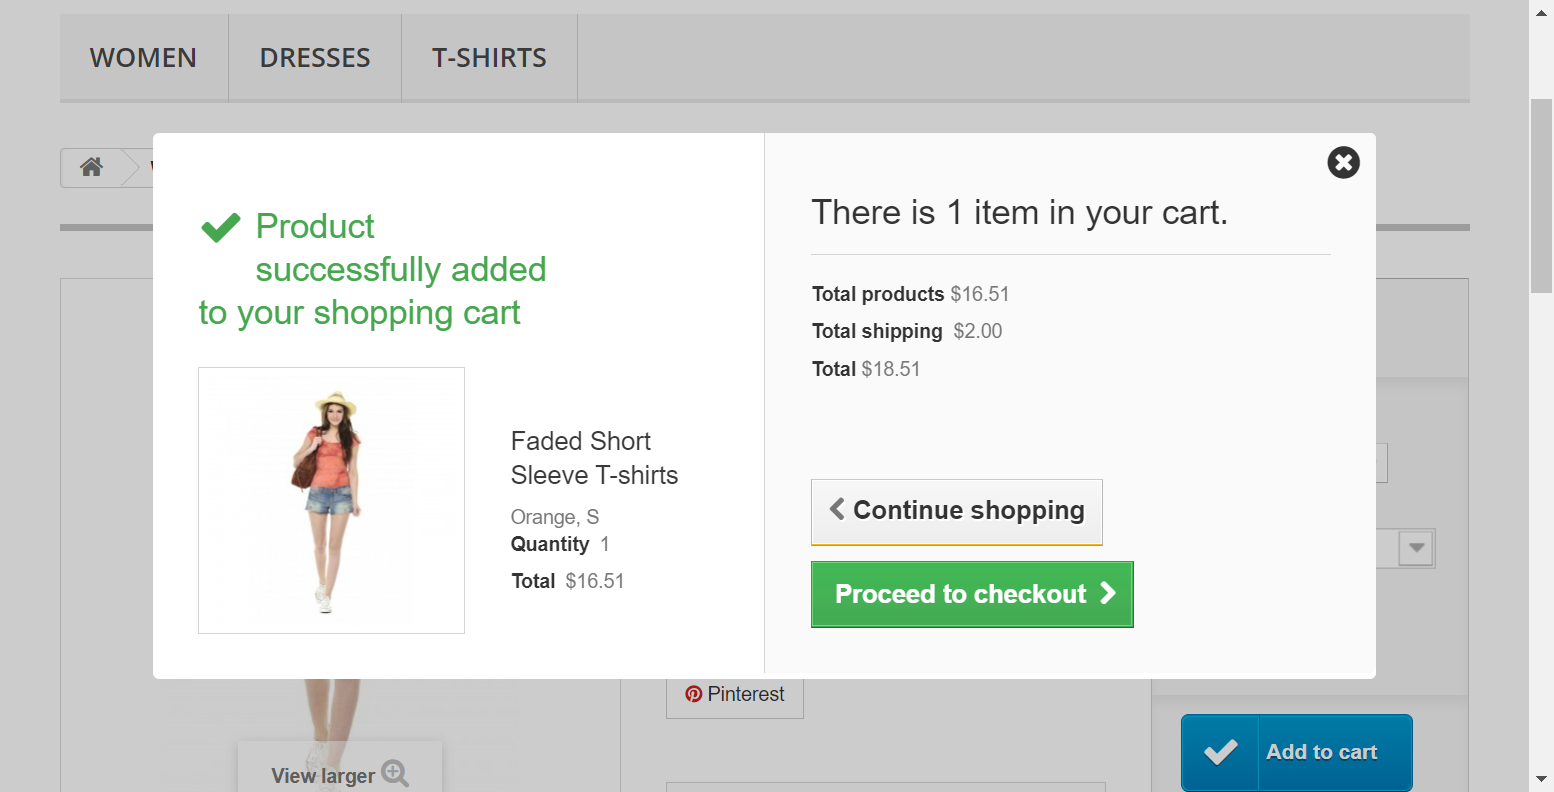 WOMEN
DRESSES
T-SHIRTS
Product
successfully added
to your shopping cart
Faded Short
Sleeve T-shirts
Orange, S
Quantity 1
Total $16.51
There is 1 item in your cart.
Total products $16.51
Total shipping $2.00
Total $18.51
Continue shopping
Proceed to checkout
Pinterest
View larger
Add to cart